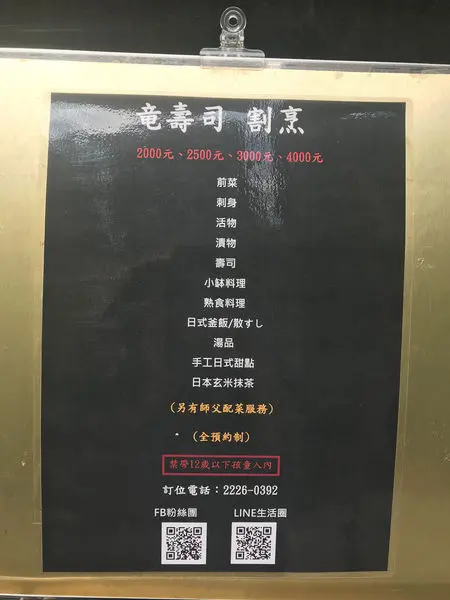 竜壽司 割烹
2000元、2500元、3000元、4000元
前菜
刺身
活物
漬物
壽司
小缽料理
熟食料理
日式釜飯/散すし
湯品
手工日式甜點
日本玄米抹茶
(另有師父配菜服務)
(全預約制)
禁帶12歲以下孩童入內
訂位電話：2226-0392
FB粉絲團 LINE生活圈